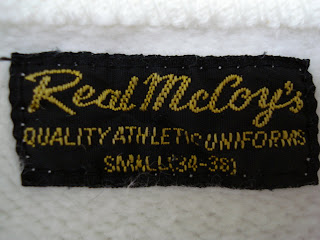 Real McCoy's
QUALITY ATHLETIC UNIFORMS
SMALL (34-36)